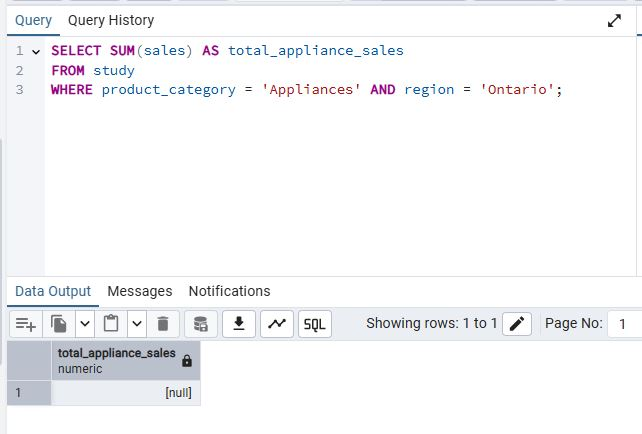 Query Query History
1 SELECT SUM(sales) AS total_appliance_sales
2 FROM study
3 WHERE product_category = 'Appliances' AND region = 'Ontario';
Data Output Messages Notifications
SQL Showing rows: 1 to 1 Page No: 1
total_appliance_sales
numeric
1 [null]